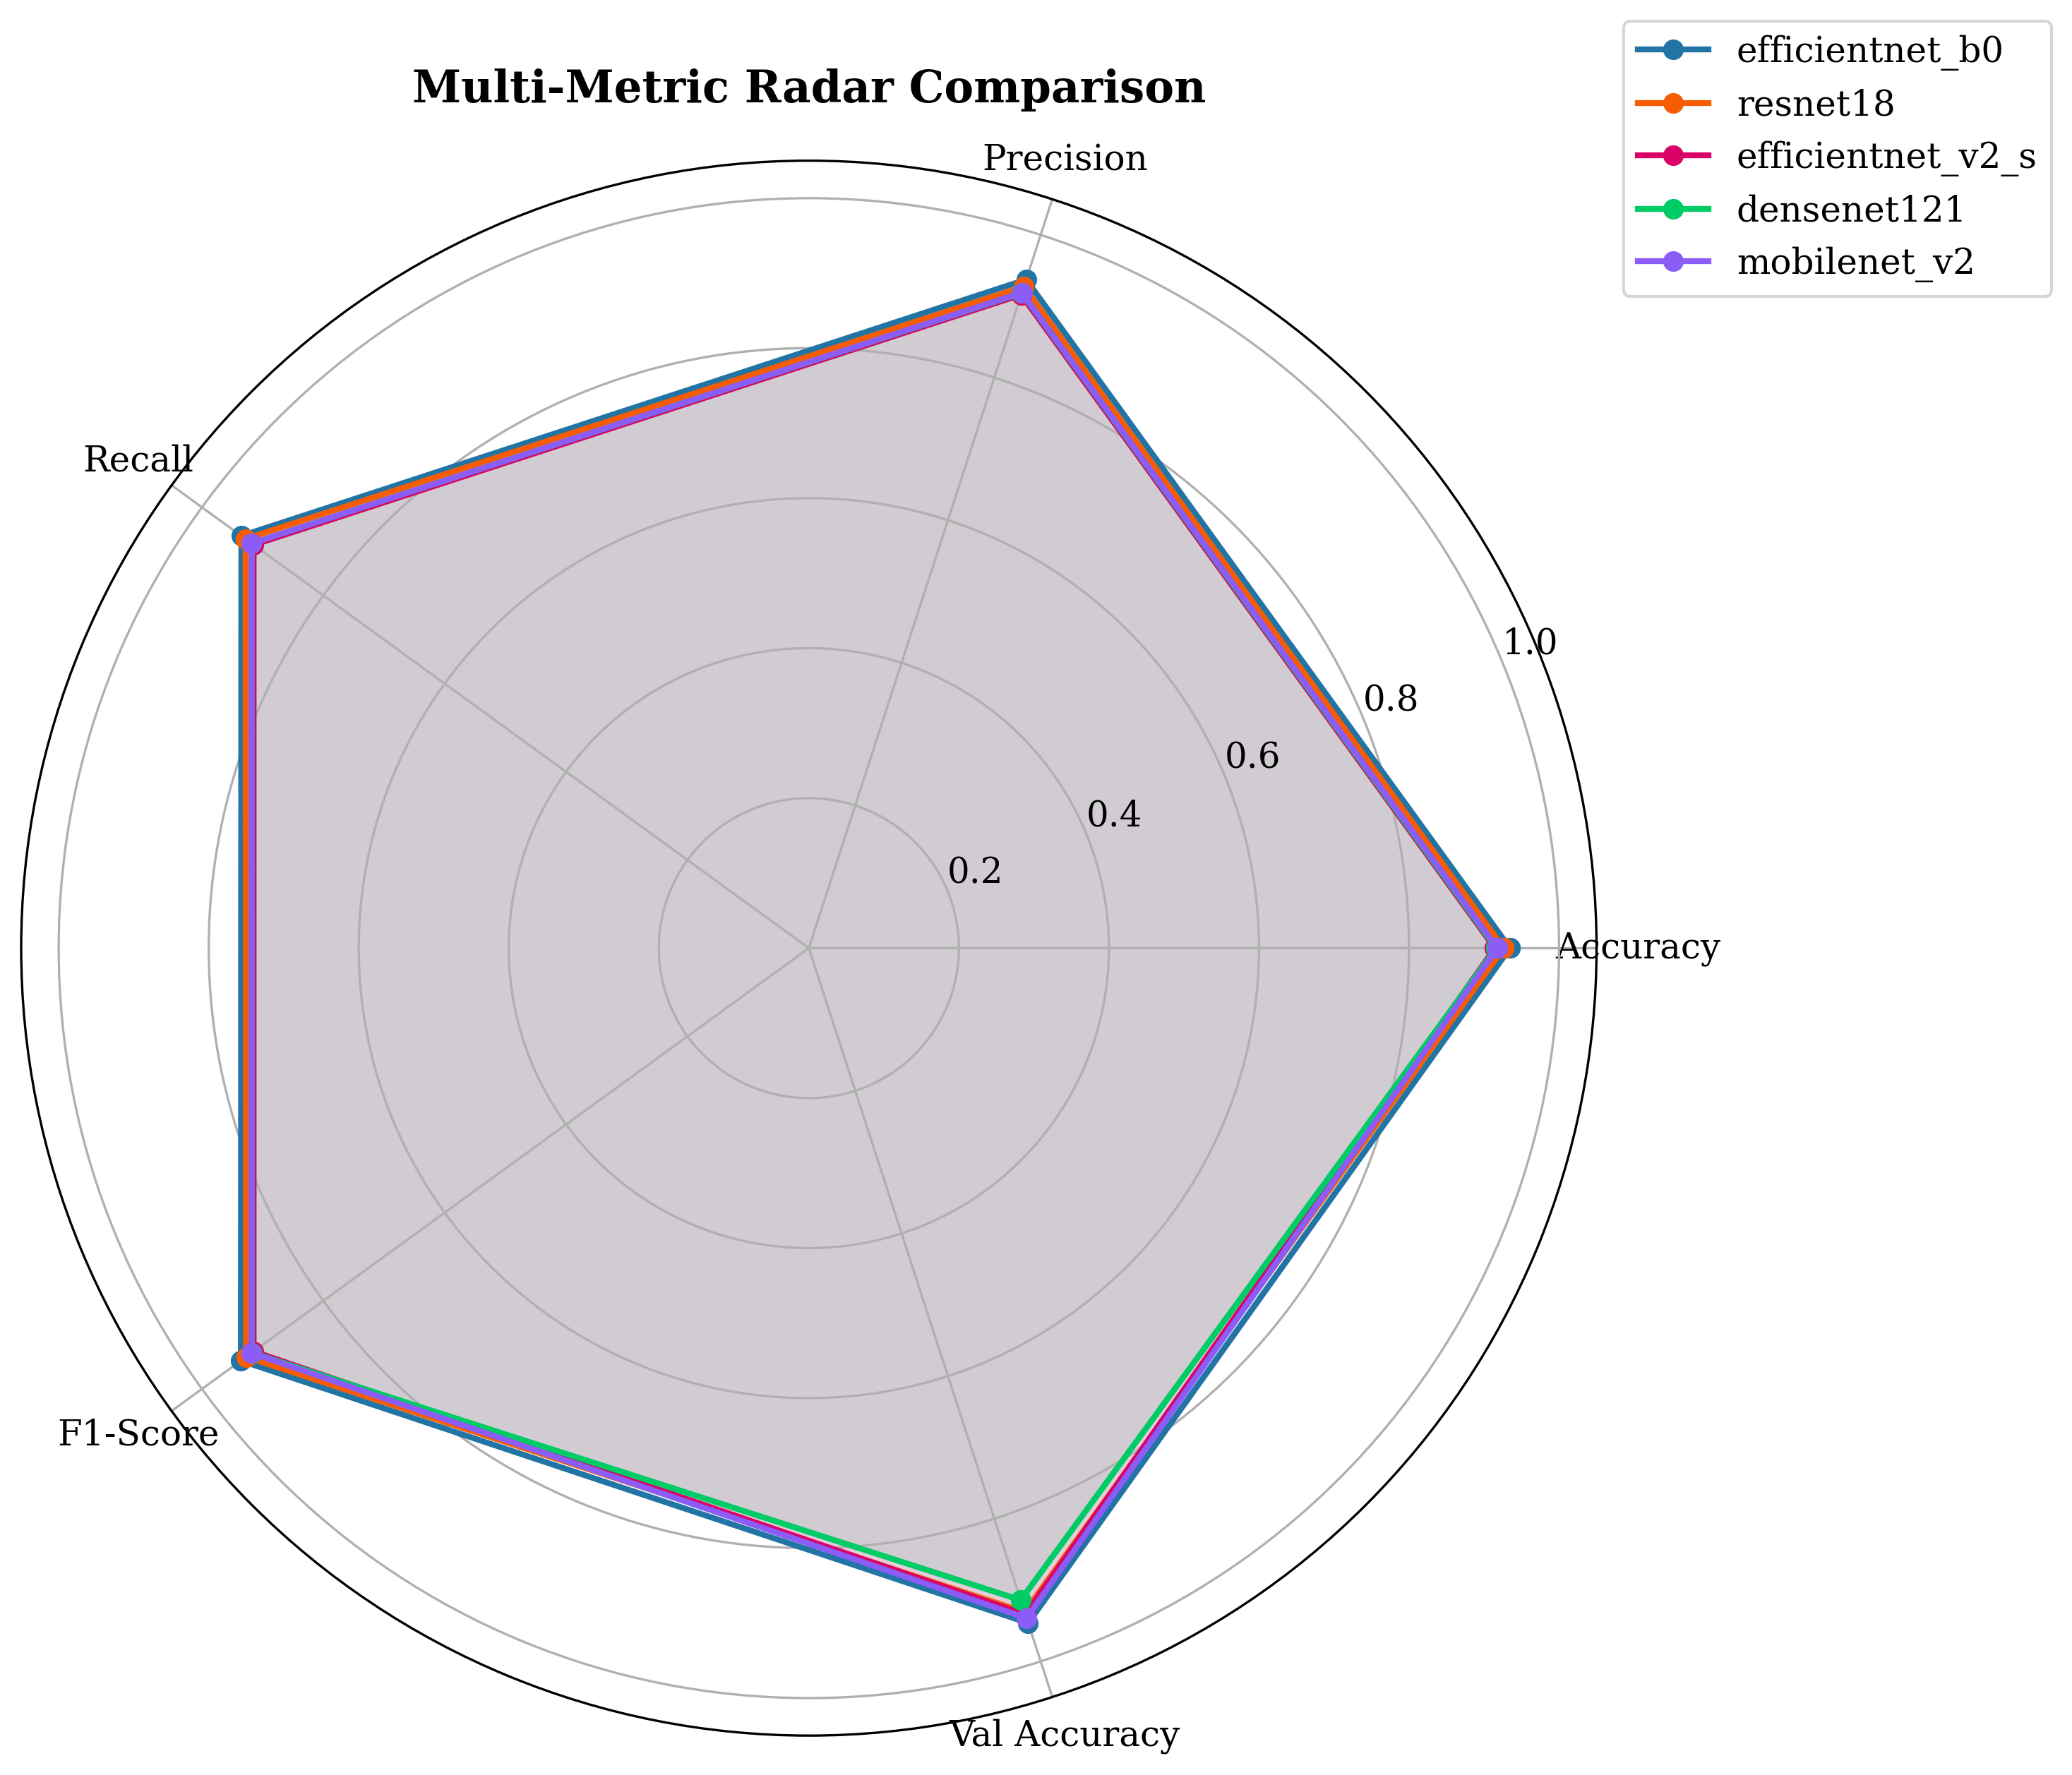 Multi-Metric Radar Comparison
efficientnet_b0
resnet18
efficientnet_v2_s
densenet121
mobilenet_v2
Precision
Recall
1.0
0.8
0.6
0.4
0.2
Accuracy
F1-Score
Val Accuracy